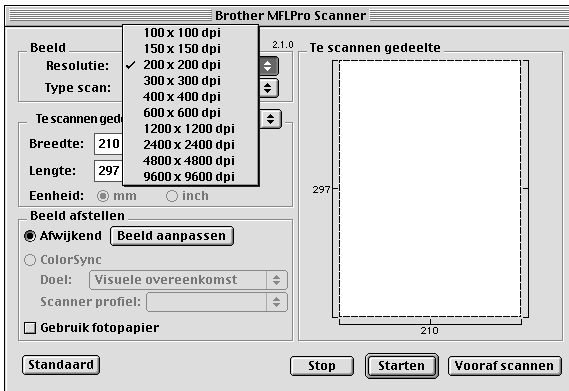 Brother MFLPro Scanner
Beeld
2.1.0
Resolutie:
Type scan:
100 x 100 dpi
150 x 150 dpi
✓ 200 x 200 dpi
300 x 300 dpi
400 x 400 dpi
600 x 600 dpi
1200 x 1200 dpi
2400 x 2400 dpi
4800 x 4800 dpi
9600 x 9600 dpi
Te scannen ged
Breedte: 210
Lengte: 297
Eenheid: mm inch
Beeld afstellen
Afwijkend Beeld aanpassen
ColorSync
Doel: Visuele overeenkomst
Scanner profiel:
Gebruik fotopapier
Te scannen gedeelte
297
210
Standaard Stop Starten Vooraf scannen